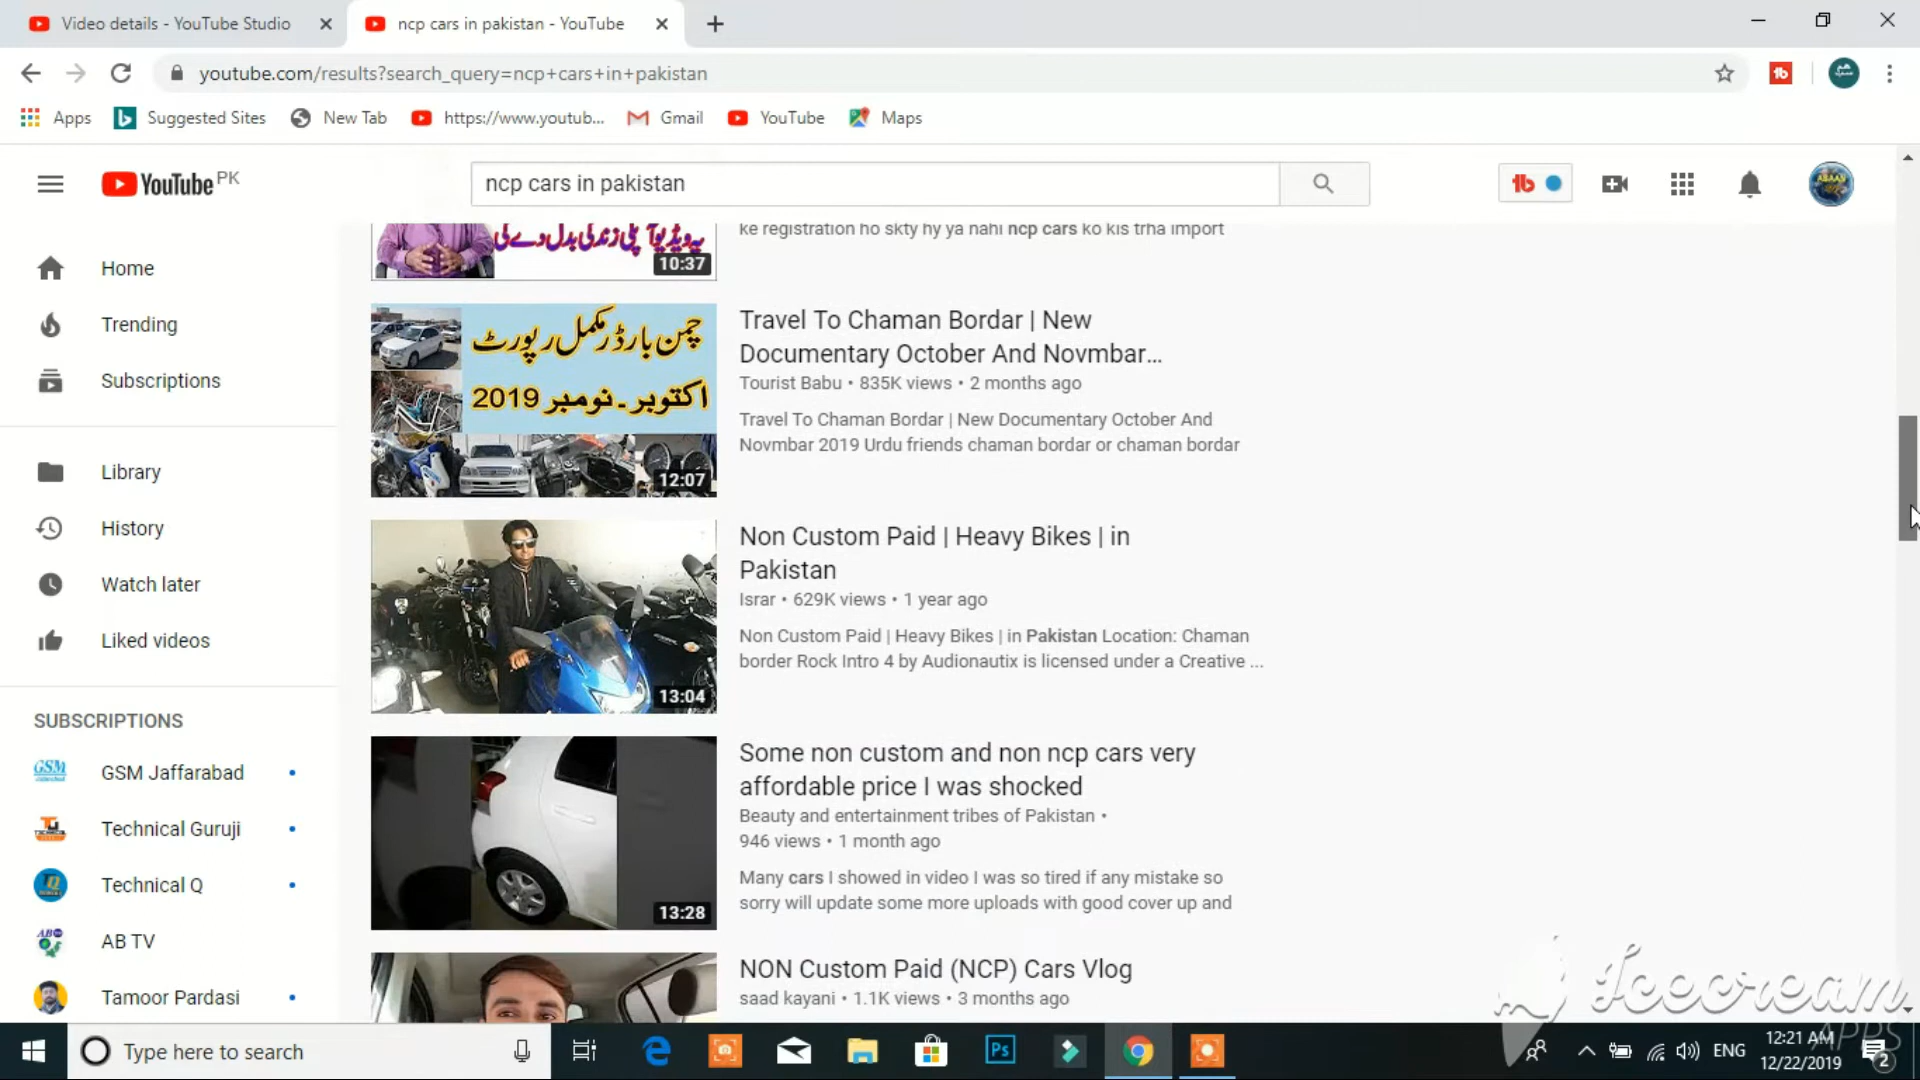 Video details - YouTube Studio
ncp cars in pakistan - YouTube
youtube.com/results?search_query=ncp+cars+in+pakistan
Apps
Suggested Sites
New Tab
https://www.youtub...
Gmail
YouTube
Maps
YouTube PK
ncp cars in pakistan
Home
Trending
Subscriptions
Library
History
Watch later
Liked videos
SUBSCRIPTIONS
GSM Jaffarabad
Technical Guruji
Technical Q
AB TV
Tamoor Pardasi
یہ ویڈیو آپکی زندگی بدل دے گی
10:37
ke registration ho skty hy ya nahi ncp cars ko kis trha import
چمن بارڈر مکمل رپورٹ
اکتوبر۔نومبر 2019
12:07
Travel To Chaman Bordar | New
Documentary October And Novmbar...
Tourist Babu • 835K views • 2 months ago
Travel To Chaman Bordar | New Documentary October And
Novmbar 2019 Urdu friends chaman bordar or chaman bordar
13:04
Non Custom Paid | Heavy Bikes | in
Pakistan
Israr • 629K views • 1 year ago
Non Custom Paid | Heavy Bikes | in Pakistan Location: Chaman
border Rock Intro 4 by Audionautix is licensed under a Creative ...
13:28
Some non custom and non ncp cars very
affordable price I was shocked
Beauty and entertainment tribes of Pakistan •
946 views • 1 month ago
Many cars I showed in video I was so tired if any mistake so
sorry will update some more uploads with good cover up and
NON Custom Paid (NCP) Cars Vlog
saad kayani • 1.1K views • 3 months ago
Icecream
APPS
Type here to search
Ps
ENG
12:21 AM
12/22/2019
2